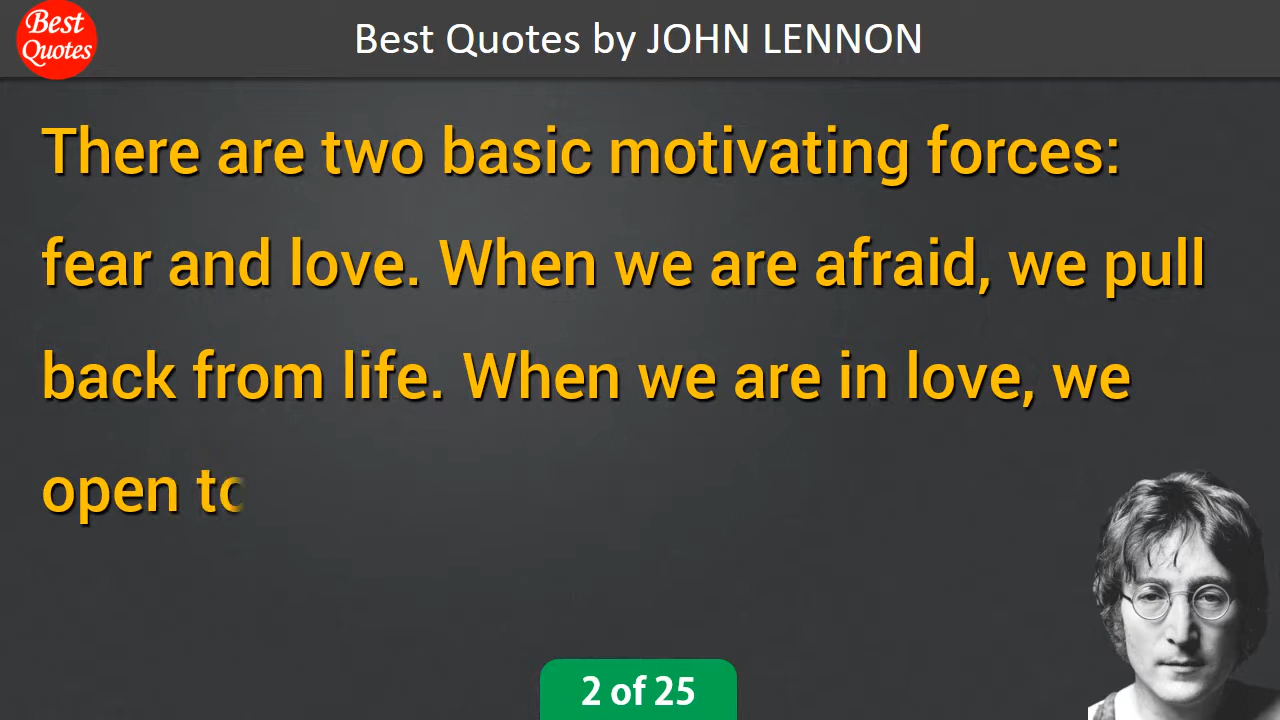 Best
Quotes
Best Quotes by JOHN LENNON
There are two basic motivating forces:
fear and love. When we are afraid, we pull
back from life. When we are in love, we
open to
2 of 25